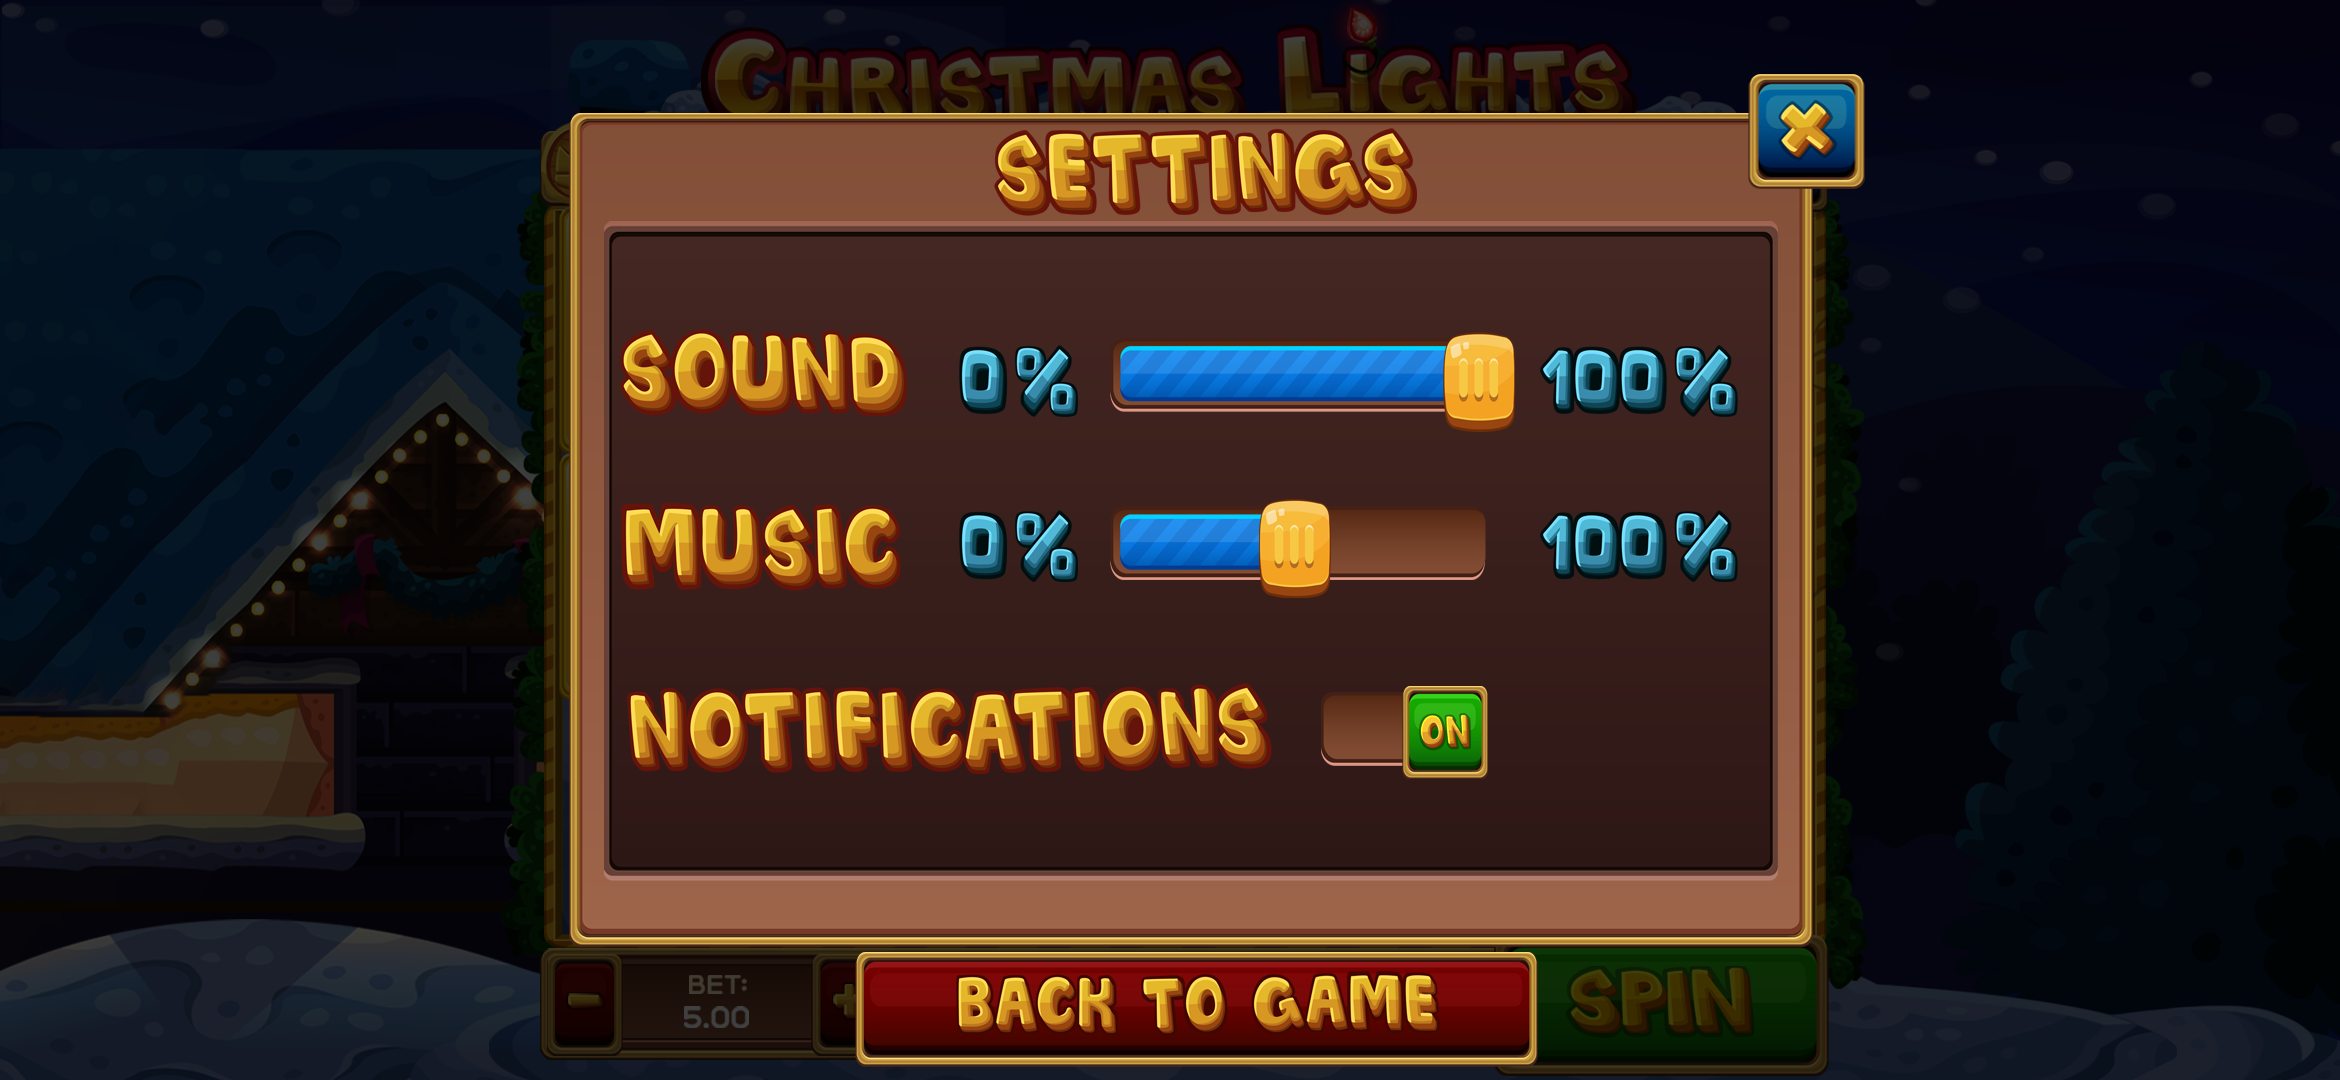 CHRISTMAS LIGHTS
SETTINGS
SOUND 0% 100%
MUSIC 0% 100%
NOTIFICATIONS ON
BET:
5.00
BACK TO GAME
SPIN